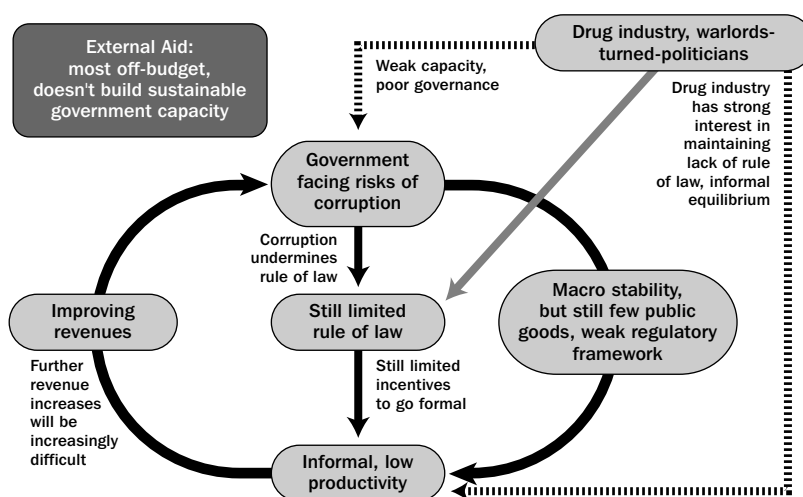 External Aid:
most off-budget,
doesn't build sustainable
government capacity
Drug industry, warlords-
turned-politicians
Weak capacity,
poor governance
Drug industry
has strong
interest in
maintaining
lack of rule
of law, informal
equilibrium
Government
facing risks of
corruption
Corruption
undermines
rule of law
Improving
revenues
Still limited
rule of law
Macro stability,
but still few public
goods, weak regulatory
framework
Further
revenue
increases
will be
increasingly
difficult
Still limited
incentives
to go formal
Informal, low
productivity